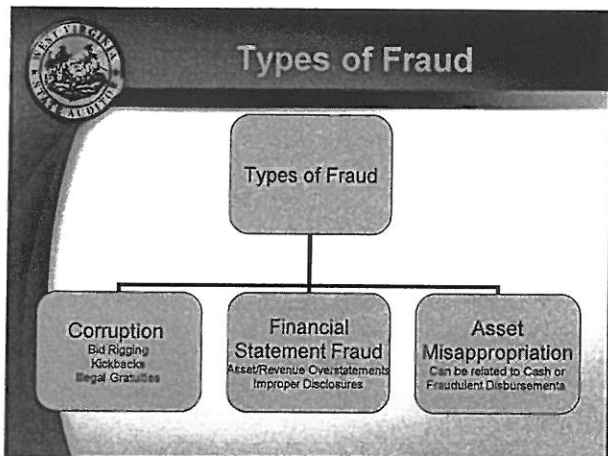 WEST VIRGINIA
STATE AUDITOR
Types of Fraud
Types of Fraud
Corruption
Bid Rigging
Kickbacks
Illegal Gratuities
Financial
Statement Fraud
Asset/Revenue Overstatements
Improper Disclosures
Asset
Misappropriation
Can be related to Cash or
Fraudulent Disbursements